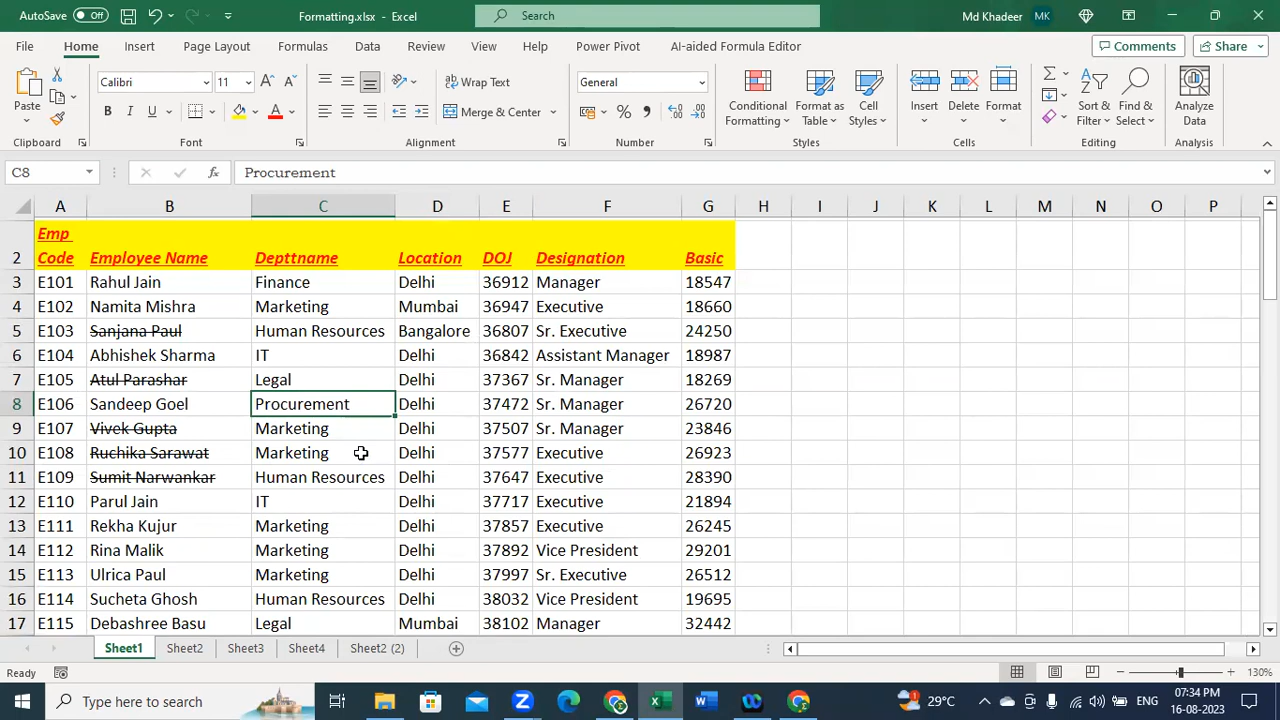 AutoSave Off Formatting.xlsx - Excel Search Md Khadeer MK
File Home Insert Page Layout Formulas Data Review View Help Power Pivot AI-aided Formula Editor Comments Share
Paste Calibri 11 A A Wrap Text General Conditional Formatting Format as Table Cell Styles Insert Delete Format Sort & Filter Find & Select Analyze Data
B I U A Merge & Center % 
Clipboard Font Alignment Number Styles Cells Editing Analysis
C8 fx Procurement
A B C D E F G H I J K L M N O P
2 Emp Code Employee Name Depttname Location DOJ Designation Basic
3 E101 Rahul Jain Finance Delhi 36912 Manager 18547
4 E102 Namita Mishra Marketing Mumbai 36947 Executive 18660
5 E103 Sanjana Paul Human Resources Bangalore 36807 Sr. Executive 24250
6 E104 Abhishek Sharma IT Delhi 36842 Assistant Manager 18987
7 E105 Atul Parashar Legal Delhi 37367 Sr. Manager 18269
8 E106 Sandeep Goel Procurement Delhi 37472 Sr. Manager 26720
9 E107 Vivek Gupta Marketing Delhi 37507 Sr. Manager 23846
10 E108 Ruchika Sarawat Marketing Delhi 37577 Executive 26923
11 E109 Sumit Narwankar Human Resources Delhi 37647 Executive 28390
12 E110 Parul Jain IT Delhi 37717 Executive 21894
13 E111 Rekha Kujur Marketing Delhi 37857 Executive 26245
14 E112 Rina Malik Marketing Delhi 37892 Vice President 29201
15 E113 Ulrica Paul Marketing Delhi 37997 Sr. Executive 26512
16 E114 Sucheta Ghosh Human Resources Delhi 38032 Vice President 19695
17 E115 Debashree Basu Legal Mumbai 38102 Manager 32442
Sheet1 Sheet2 Sheet3 Sheet4 Sheet2 (2)
Ready 130%
Type here to search 29°C ENG 07:34 PM
16-08-2023